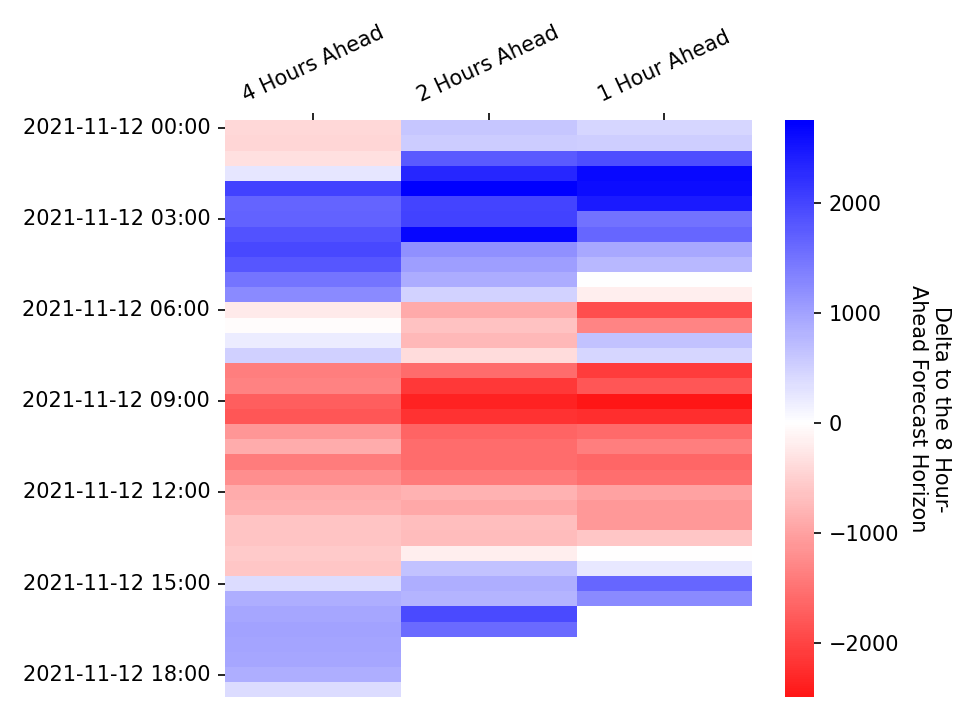 4 Hours Ahead
2 Hours Ahead
1 Hour Ahead
2021-11-12 00:00
2021-11-12 03:00
2021-11-12 06:00
2021-11-12 09:00
2021-11-12 12:00
2021-11-12 15:00
2021-11-12 18:00
2000
1000
0
−1000
−2000
Delta to the 8 Hour-
Ahead Forecast Horizon